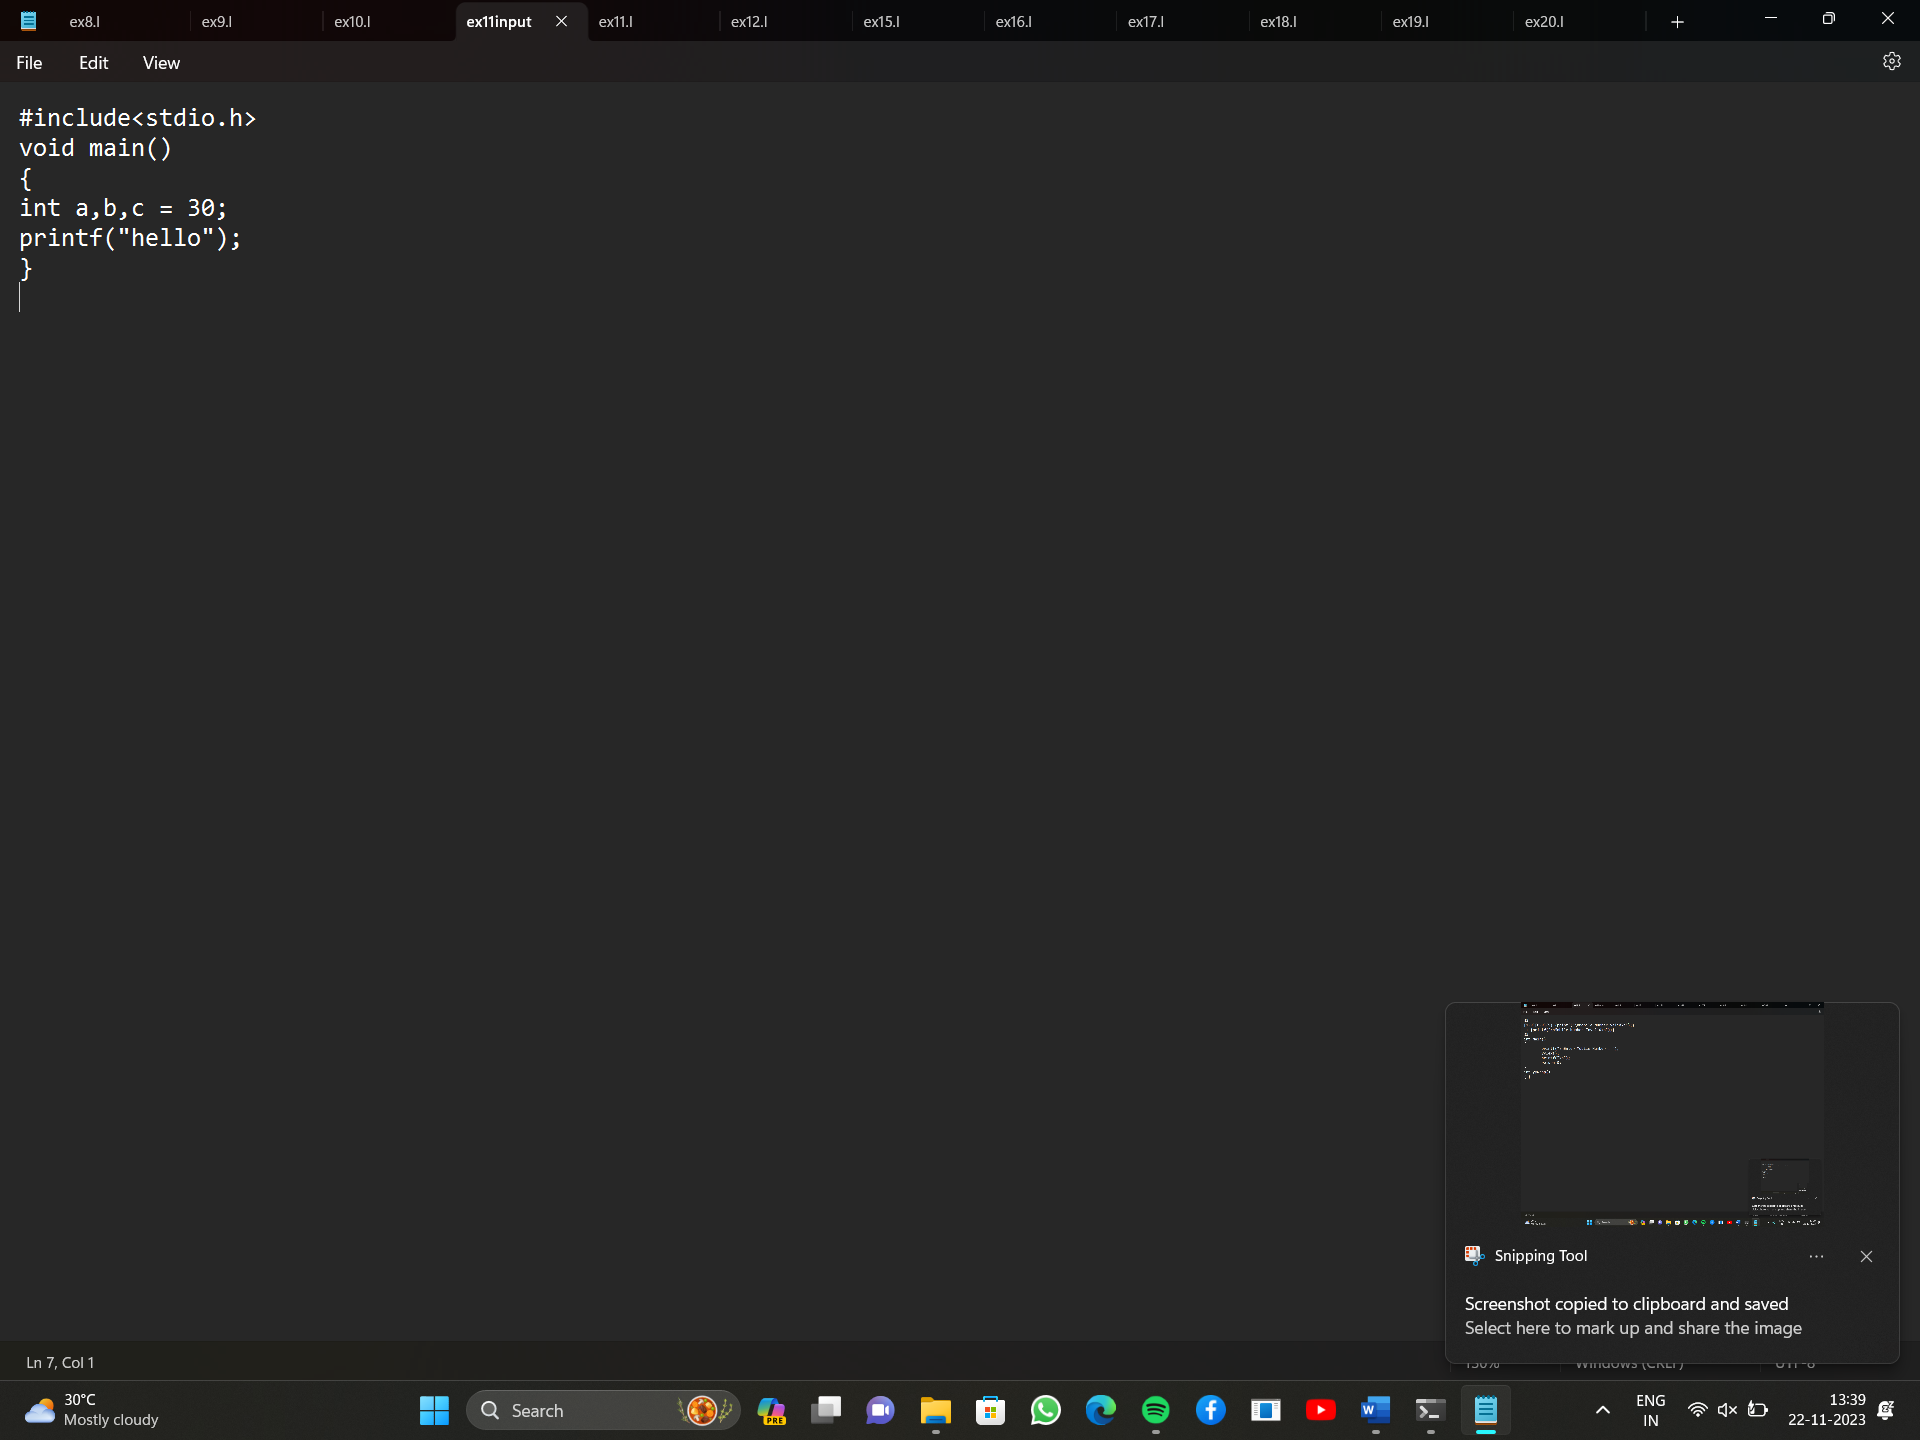 ex8.l
ex9.l
ex10.l
ex11input
ex11.l
ex12.l
ex15.l
ex16.l
ex17.l
ex18.l
ex19.l
ex20.l
File
Edit
View
#include<stdio.h>
void main()
{
int a,b,c = 30;
printf("hello");
}
Snipping Tool
Screenshot copied to clipboard and saved
Select here to mark up and share the image
Ln 7, Col 1
30°C
Mostly cloudy
Search
PRE
ENG
IN
13:39
22-11-2023